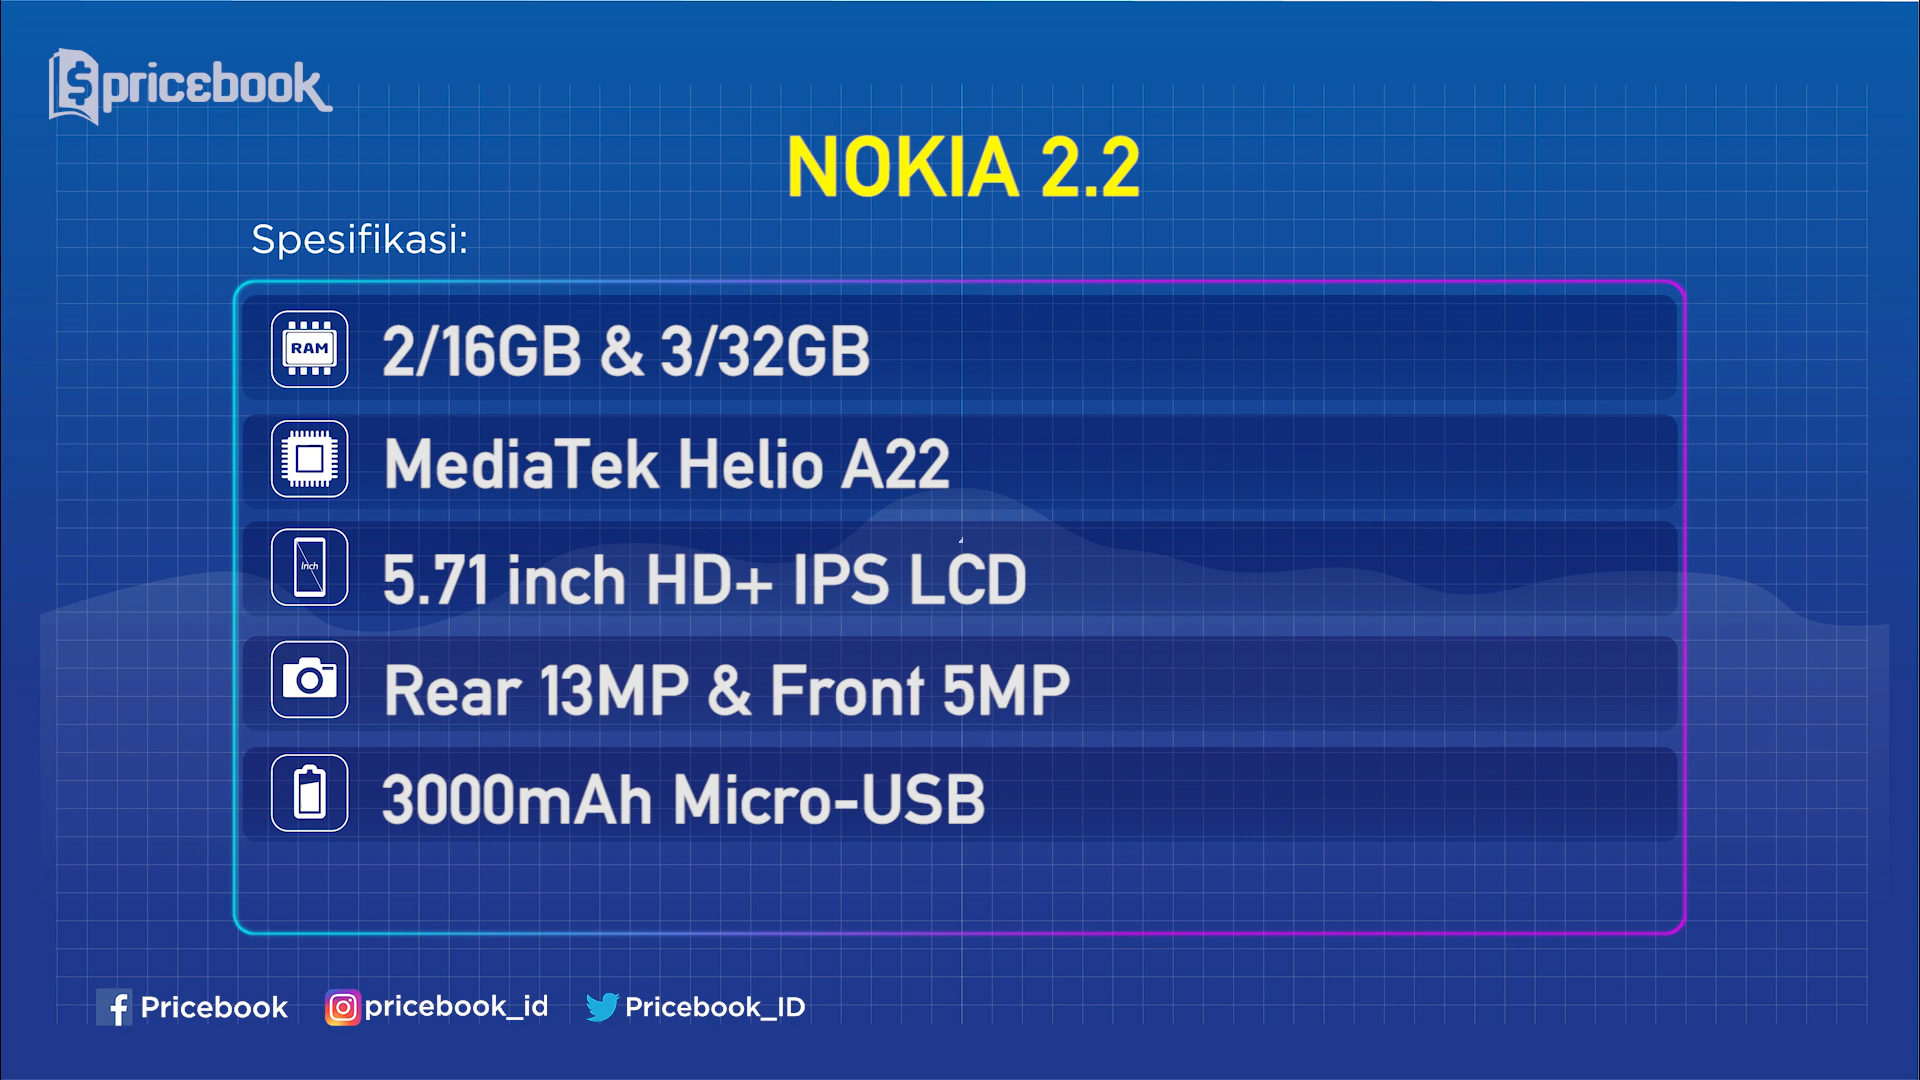 pricebook
NOKIA 2.2
Spesifikasi:
RAM
2/16GB & 3/32GB
MediaTek Helio A22
Inch
5.71 inch HD+ IPS LCD
Rear 13MP & Front 5MP
3000mAh Micro-USB
Pricebook pricebook_id Pricebook_ID